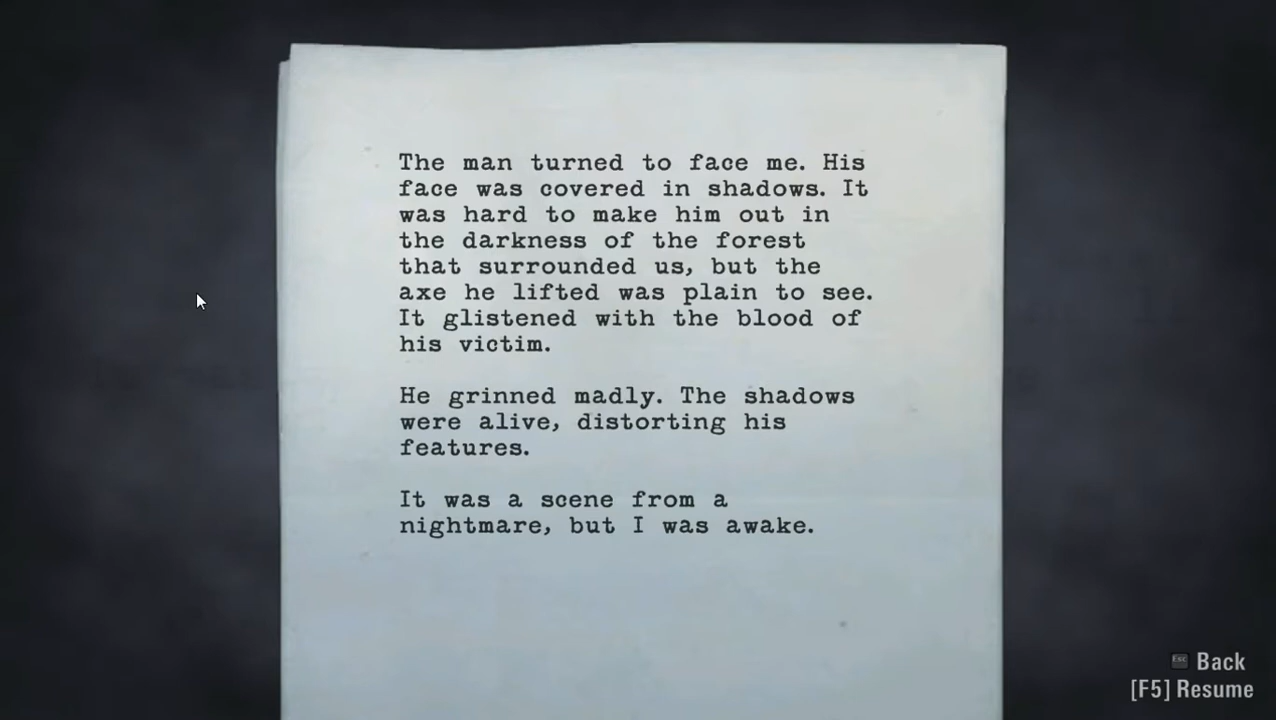 The man turned to face me. His
face was covered in shadows. It
was hard to make him out in
the darkness of the forest
that surrounded us, but the
axe he lifted was plain to see.
It glistened with the blood of
his victim.
He grinned madly. The shadows
were alive, distorting his
features.
It was a scene from a
nightmare, but I was awake.
Esc Back
[F5] Resume